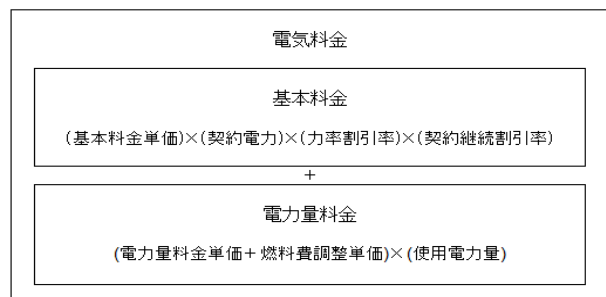 電気料金
基本料金
(基本料金単価)×(契約電力)×(力率割引率)×(契約継続割引率)
+
電力量料金
(電力量料金単価+燃料費調整単価)×(使用電力量)